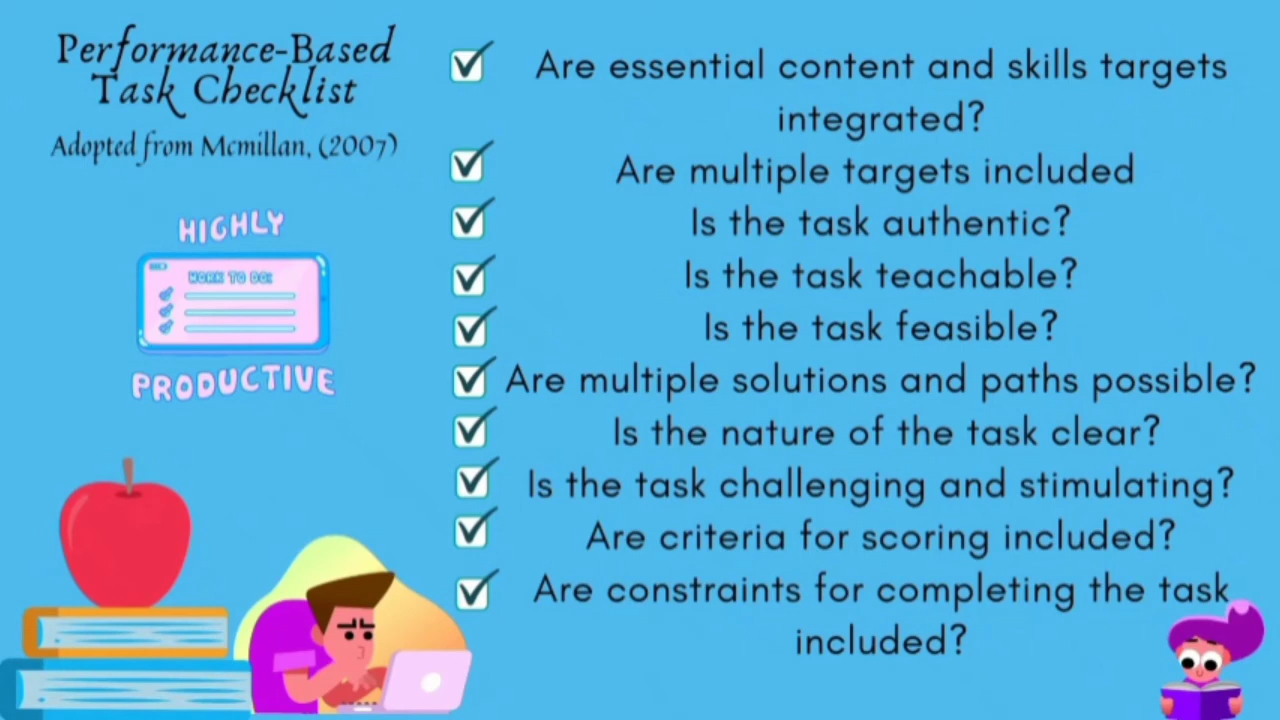 Performance-Based
Task Checklist
Adopted from Mcmillan, (2007)
HIGHLY
WORK TO DO:
PRODUCTIVE
Are essential content and skills targets
integrated?
Are multiple targets included
Is the task authentic?
Is the task teachable?
Is the task feasible?
Are multiple solutions and paths possible?
Is the nature of the task clear?
Is the task challenging and stimulating?
Are criteria for scoring included?
Are constraints for completing the task
included?